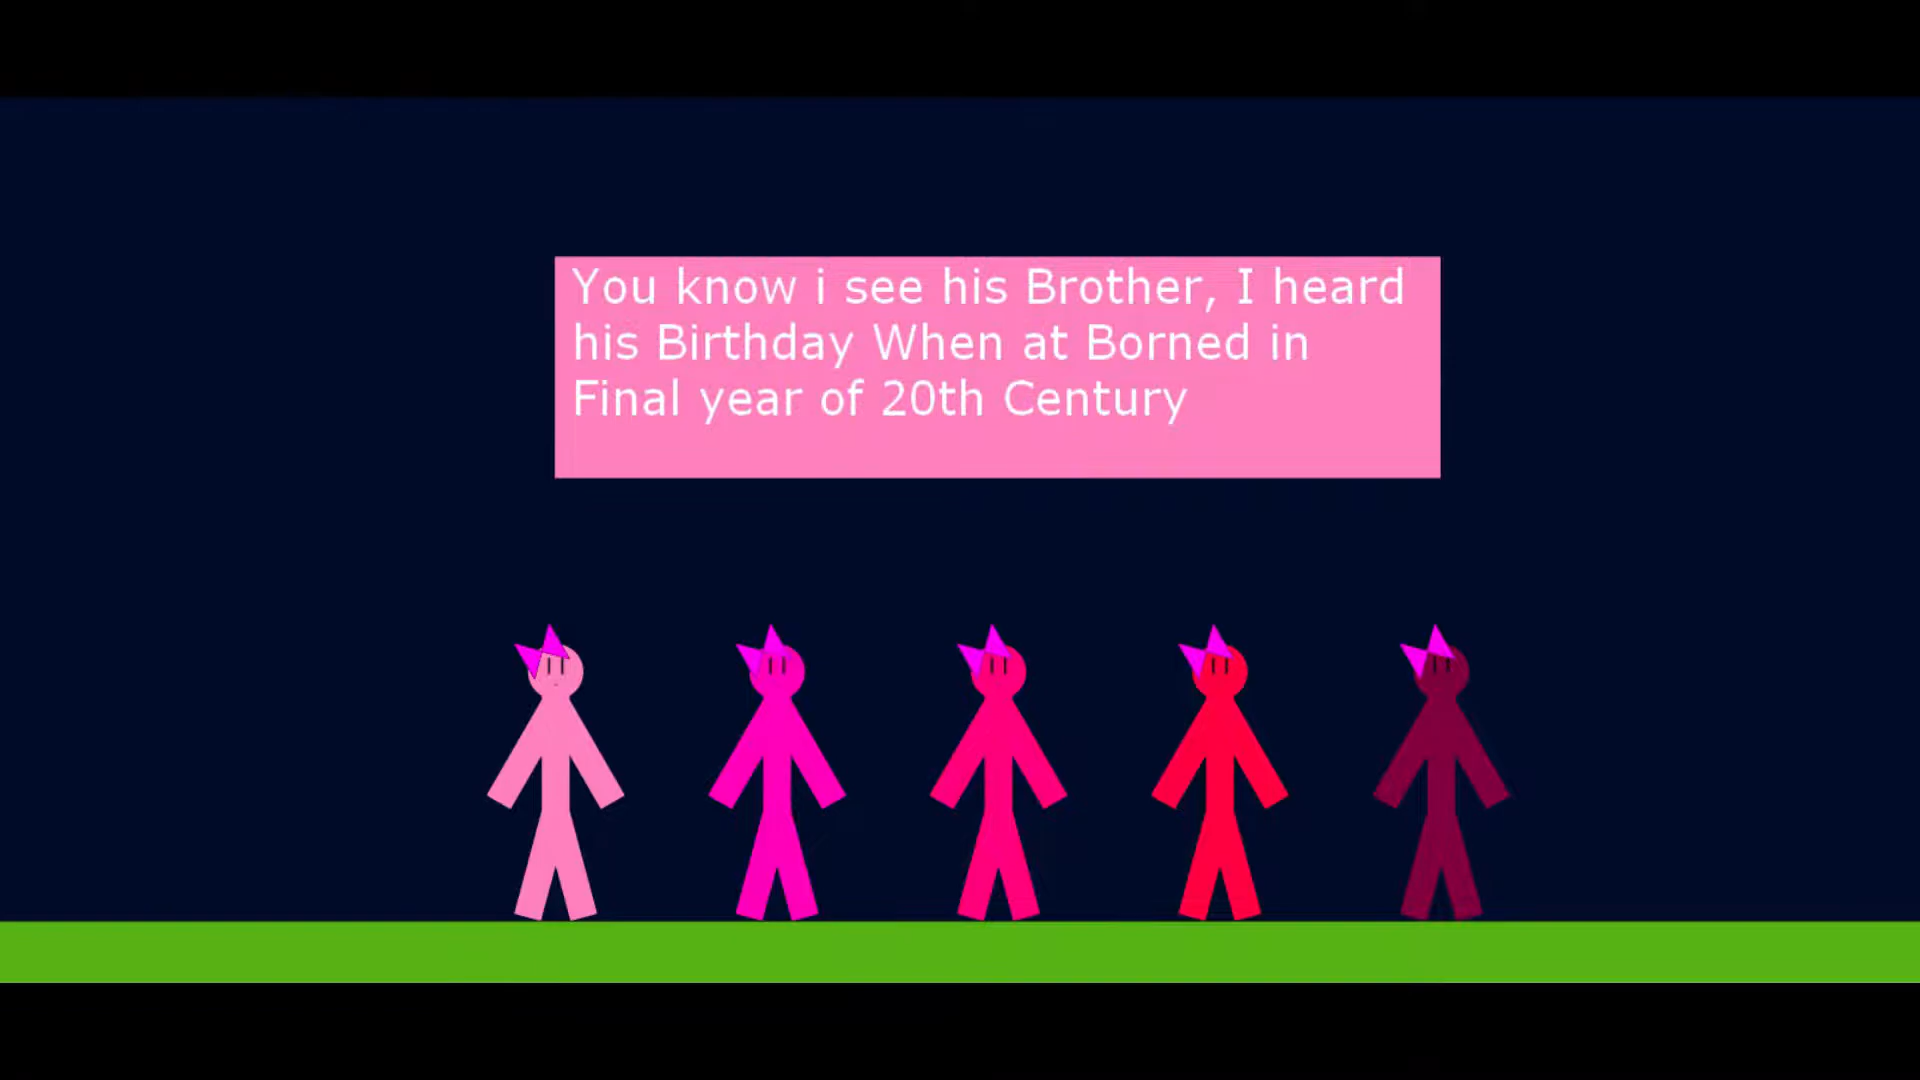 You know i see his Brother, I heard
his Birthday When at Borned in
Final year of 20th Century